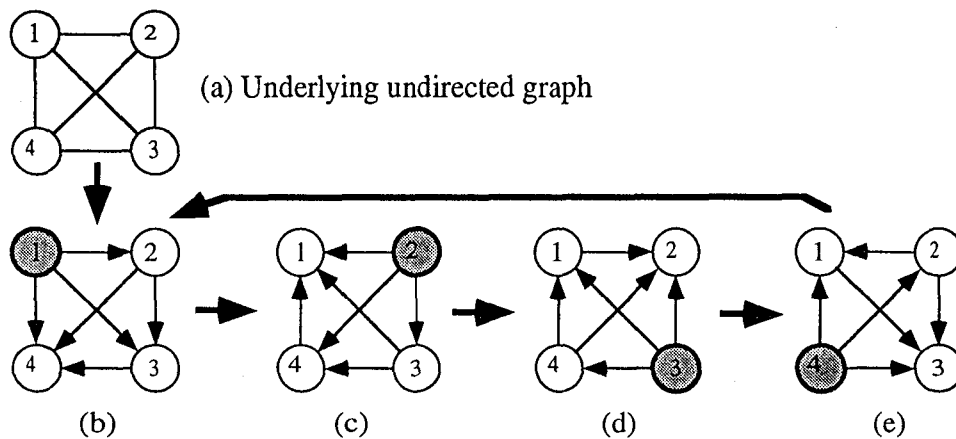 1 2
(a) Underlying undirected graph
4 3
1 2 1 2 1 2 1 2
4 3 4 3 4 3 4 3
(b) (c) (d) (e)